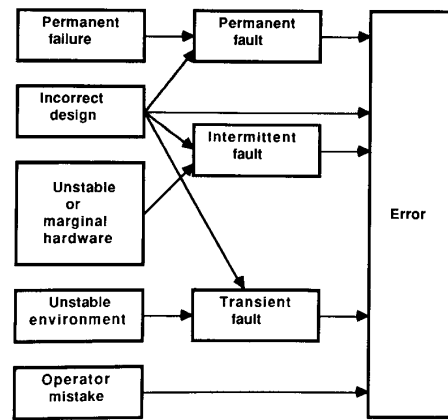 Permanent
failure
Permanent
fault
Incorrect
design
Intermittent
fault
Unstable
or
marginal
hardware
Error
Unstable
environment
Transient
fault
Operator
mistake